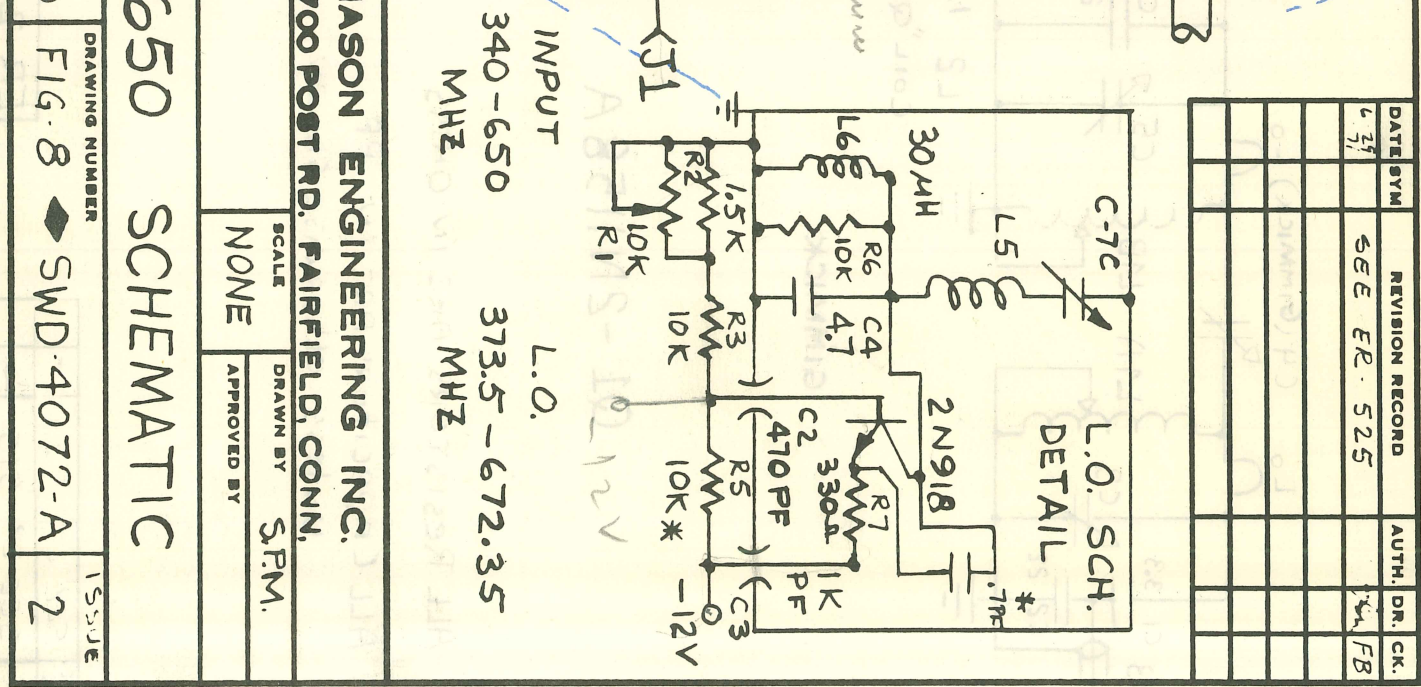 DATE SYM REVISION RECORD AUTH. DR. CK.
SEE ER-525 FB
L.O. SCH.
DETAIL
C-7C
L5
30 µH
L6
R6
10K
C4
4.7
2N918
.7PF
*
R7
330Ω
C2
470PF
1K
PF
C3
1.5K
R2
10K
R1
R3
10K
R5
10K*
-12V
J1
-12V
INPUT L.O.
340-650 373.5-672.35
MHZ MHZ
MASON ENGINEERING INC.
700 POST RD. FAIRFIELD, CONN.
SCALE
NONE
DRAWN BY S.P.M.
APPROVED BY
650 SCHEMATIC
DRAWING NUMBER
FIG. 8 ◆ SWD-4072-A
ISSUE
2